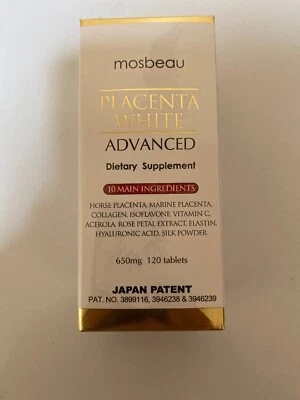 mosbeau
PLACENTA
WHITE
ADVANCED
Dietary Supplement
10 MAIN INGREDIENTS
HORSE PLACENTA, MARINE PLACENTA,
COLLAGEN, ISOFLAVONE, VITAMIN C,
ACEROLA, ROSE PETAL EXTRACT, ELASTIN,
HYALURONIC ACID, SILK POWDER.
650mg 120 tablets
JAPAN PATENT
PAT. NO. 3899116, 3946238 & 3946239